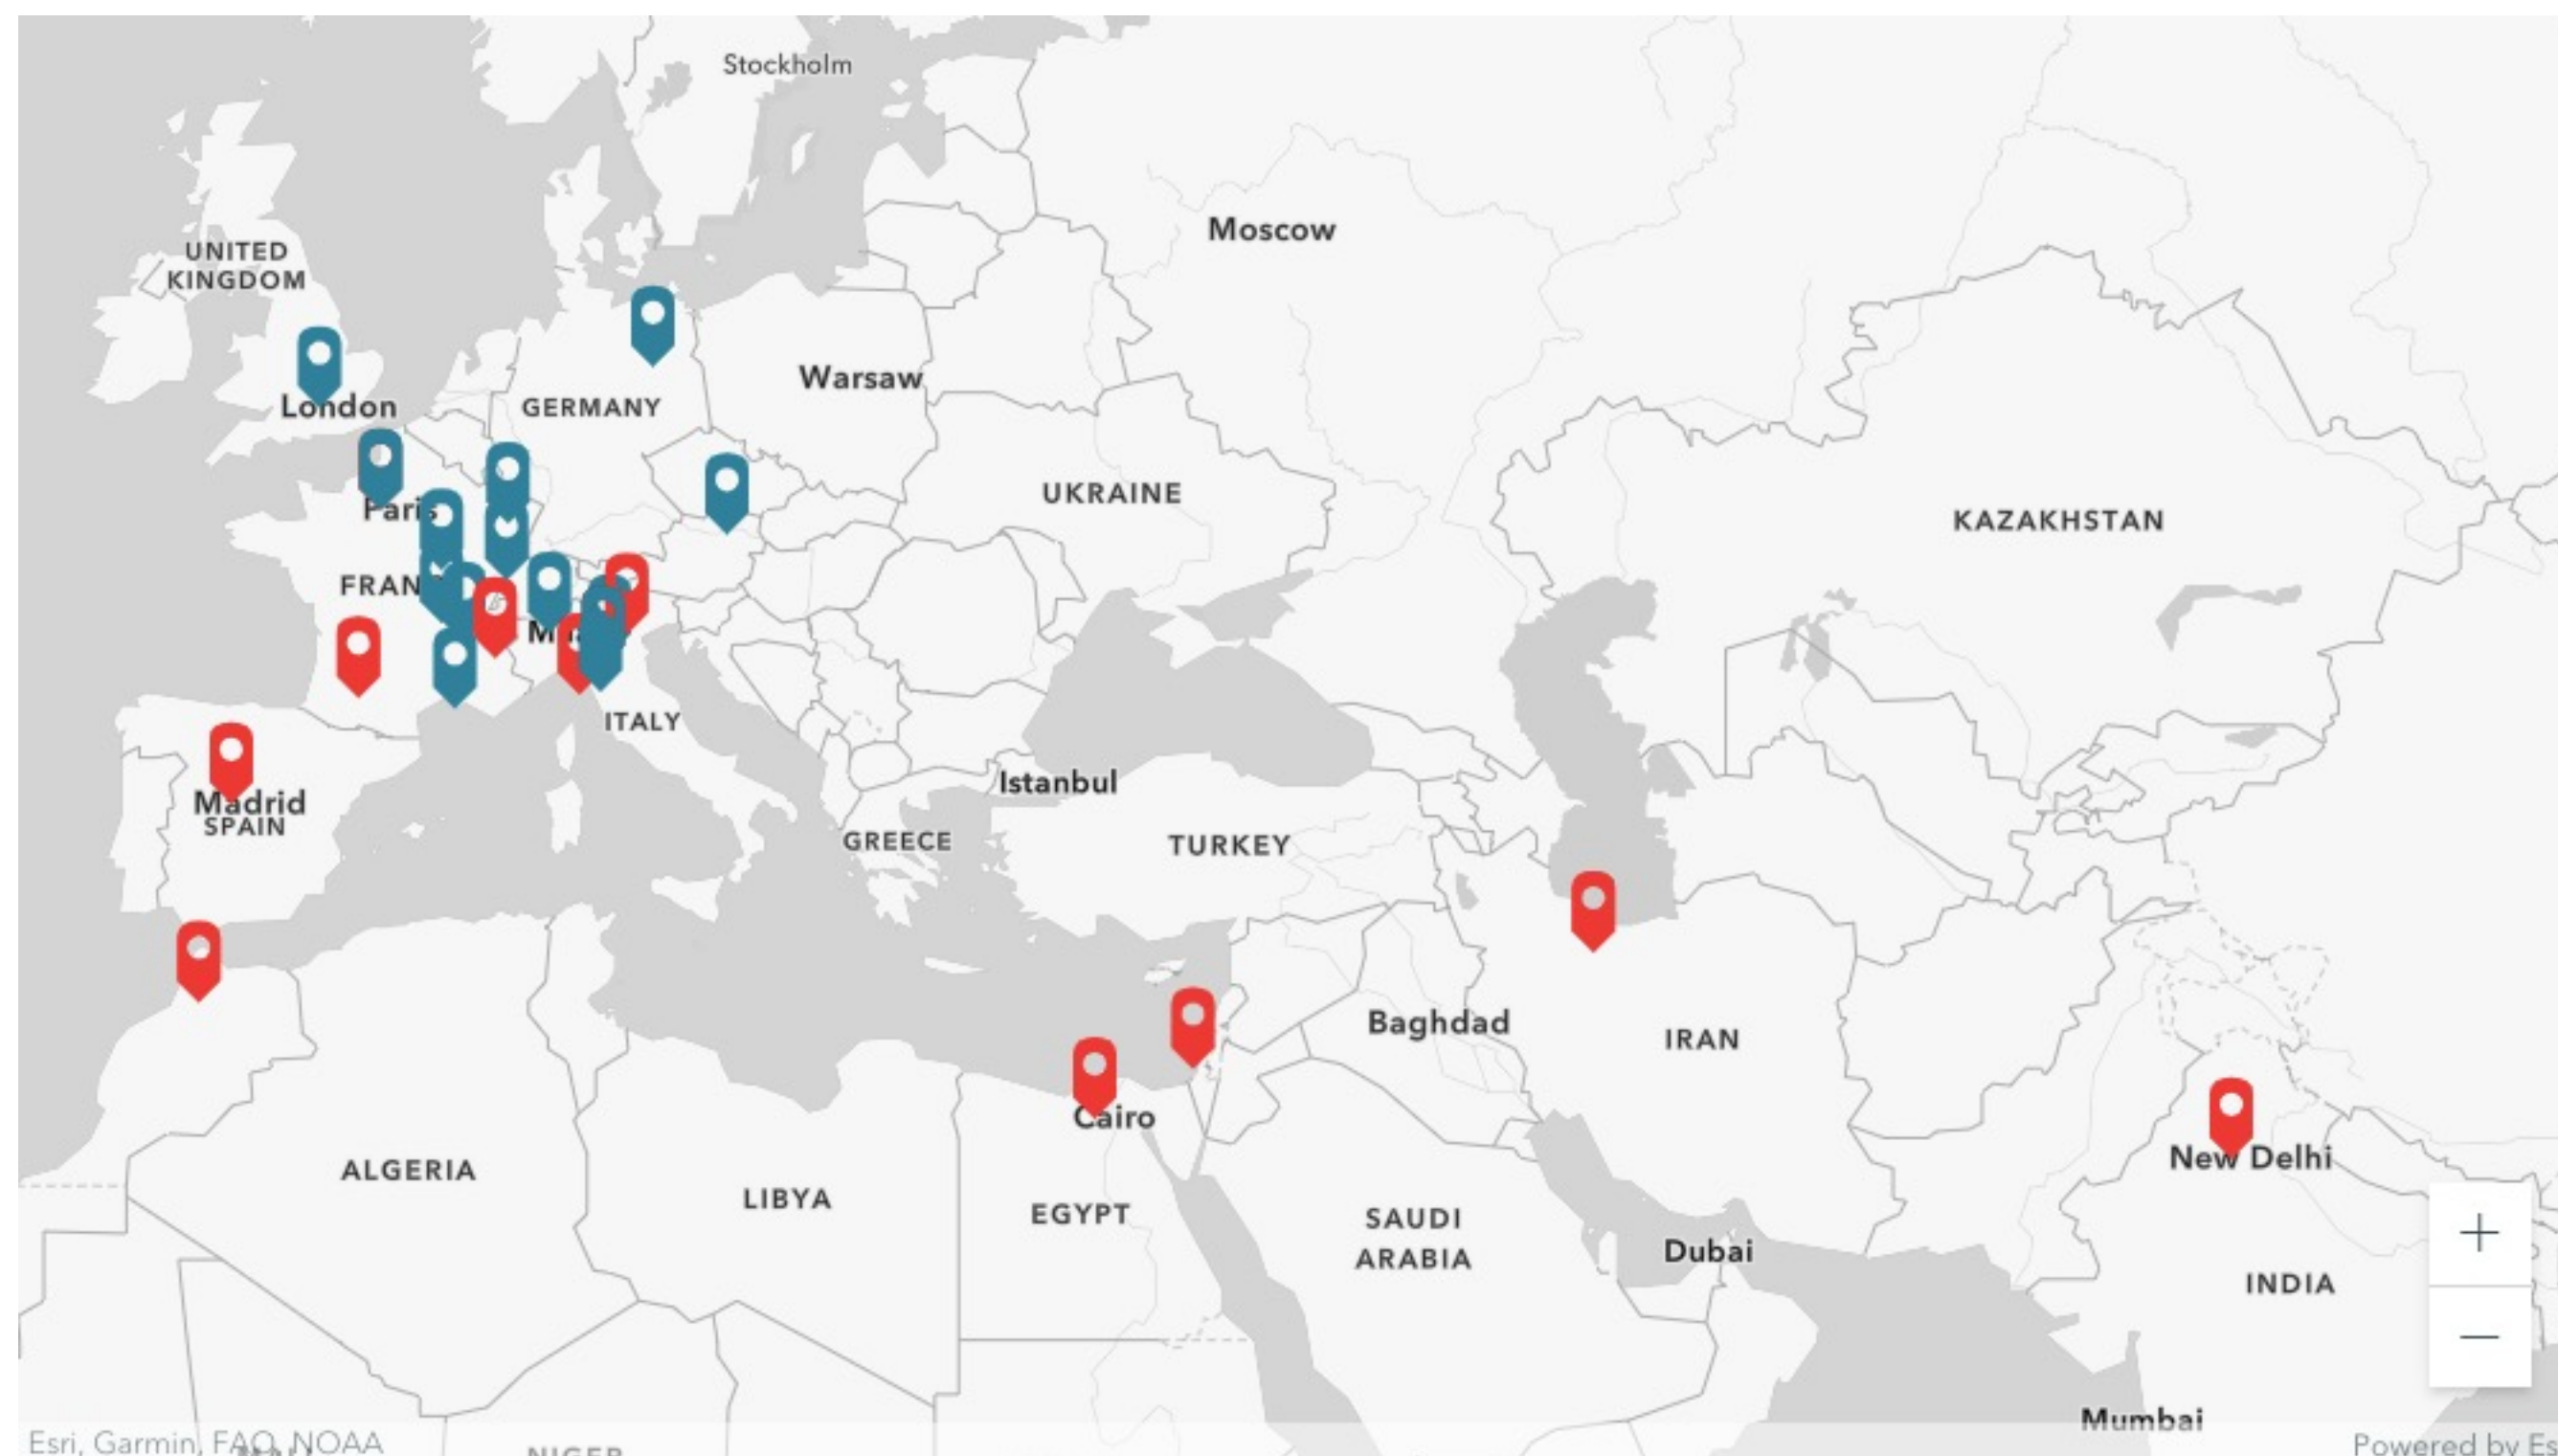 Stockholm
Moscow
UNITED
KINGDOM
Warsaw
London
GERMANY
UKRAINE
Paris
KAZAKHSTAN
FRAN
ITALY
Istanbul
Madrid
SPAIN
GREECE
TURKEY
Baghdad
IRAN
Cairo
New Delhi
ALGERIA
LIBYA
EGYPT
SAUDI
ARABIA
Dubai
INDIA
+
−
Mumbai
Esri, Garmin, FAO, NOAA
NIGER
Powered by Es